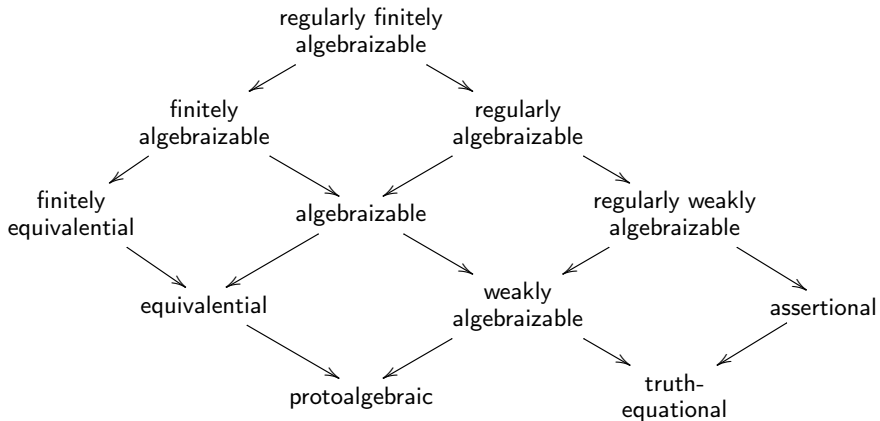 regularly finitely
algebraizable
finitely
algebraizable
regularly
algebraizable
finitely
equivalential
algebraizable
regularly weakly
algebraizable
equivalential
weakly
algebraizable
assertional
protoalgebraic
truth-
equational